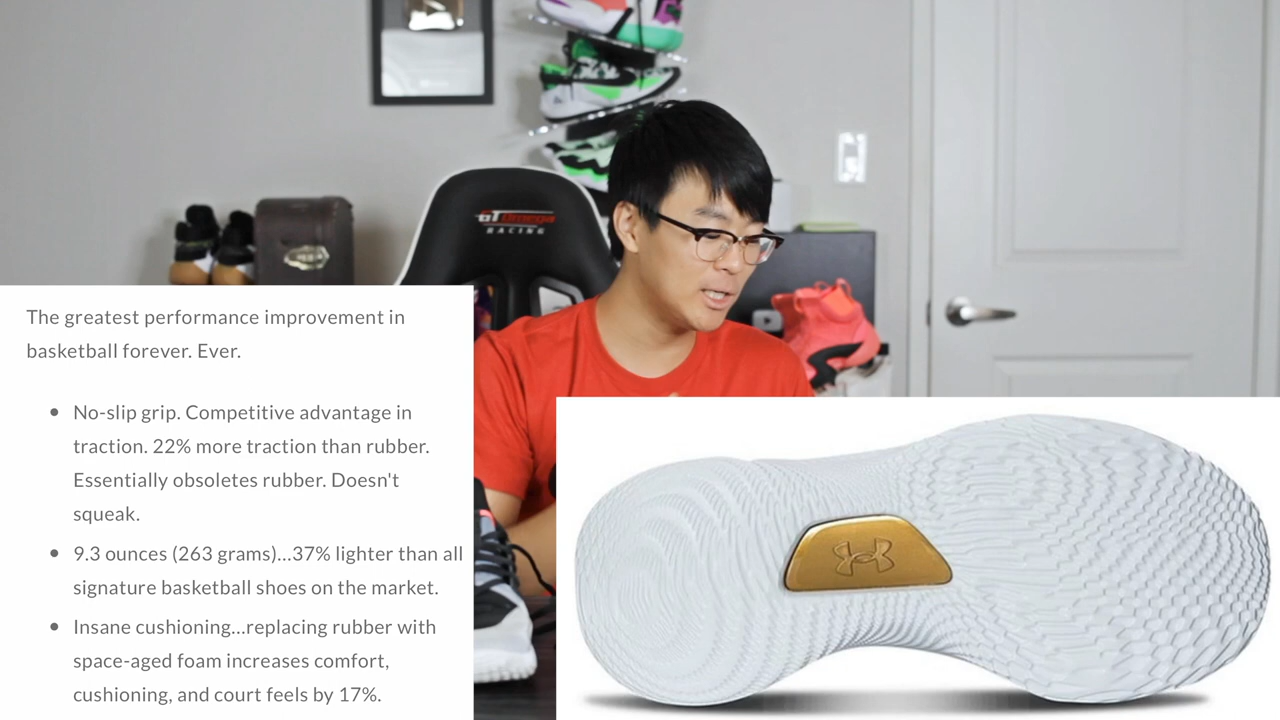 GT Omega
RACING
The greatest performance improvement in
basketball forever. Ever.
• No-slip grip. Competitive advantage in
traction. 22% more traction than rubber.
Essentially obsoletes rubber. Doesn't
squeak.
• 9.3 ounces (263 grams)...37% lighter than all
signature basketball shoes on the market.
• Insane cushioning...replacing rubber with
space-aged foam increases comfort,
cushioning, and court feels by 17%.